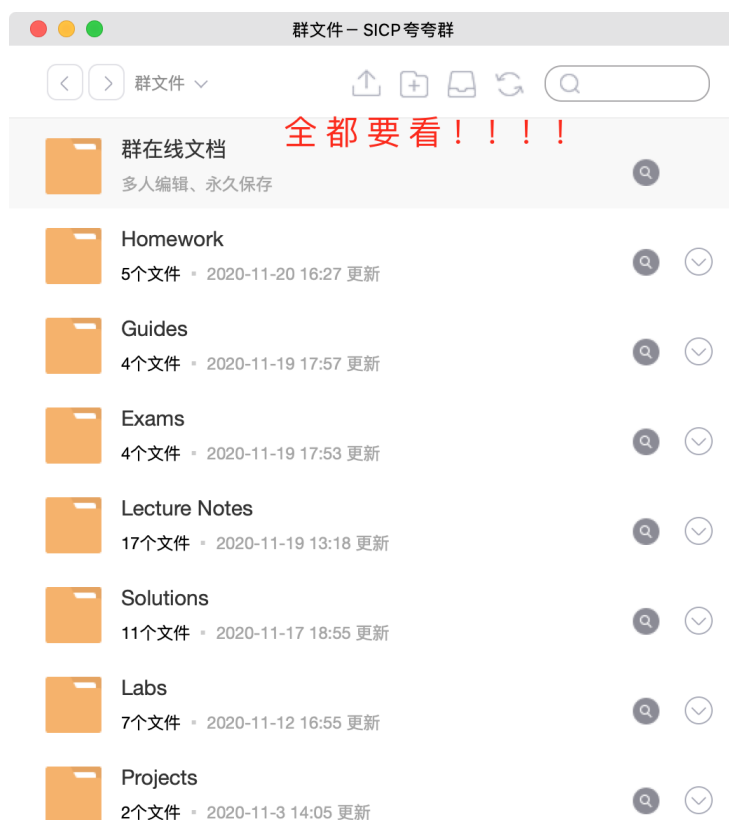 群文件 – SICP夸夸群
群文件
全都要看！！！！
群在线文档
多人编辑、永久保存
Homework
5个文件 ▪ 2020-11-20 16:27 更新
Guides
4个文件 ▪ 2020-11-19 17:57 更新
Exams
4个文件 ▪ 2020-11-19 17:53 更新
Lecture Notes
17个文件 ▪ 2020-11-19 13:18 更新
Solutions
11个文件 ▪ 2020-11-17 18:55 更新
Labs
7个文件 ▪ 2020-11-12 16:55 更新
Projects
2个文件 ▪ 2020-11-3 14:05 更新